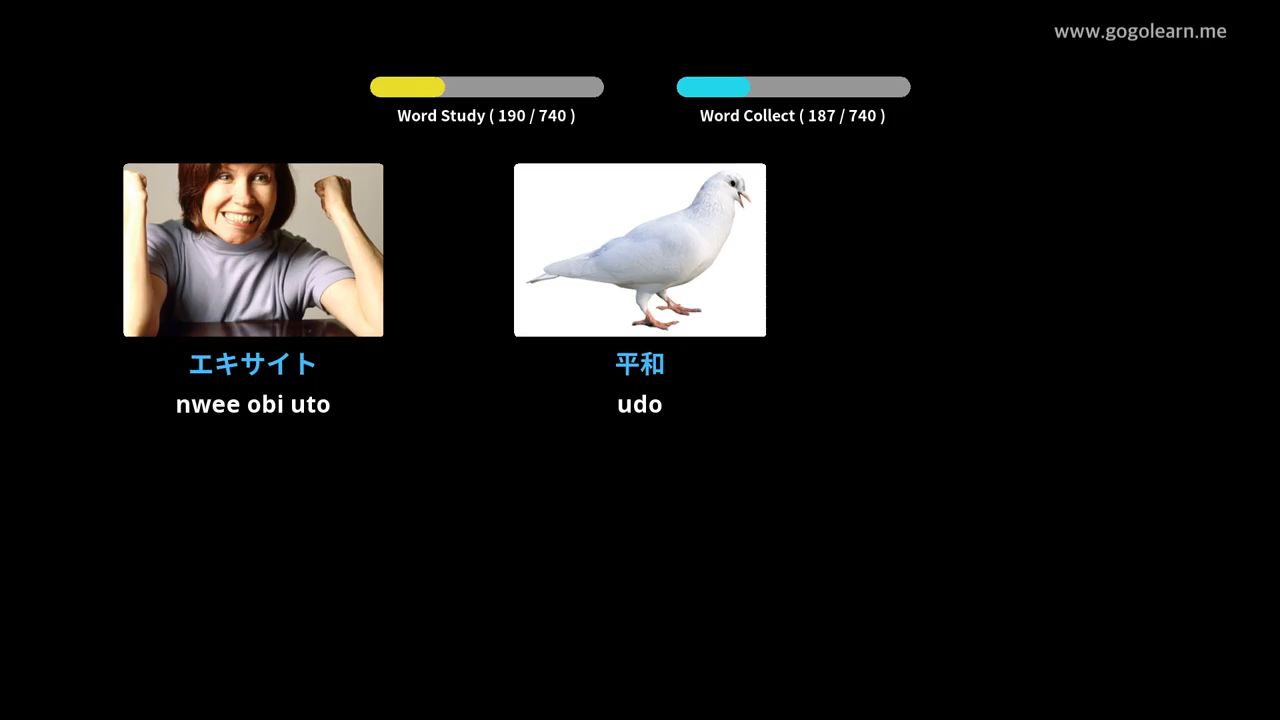 www.gogolearn.me
Word Study ( 190 / 740 )
Word Collect ( 187 / 740 )
エキサイト
nwee obi uto
平和
udo